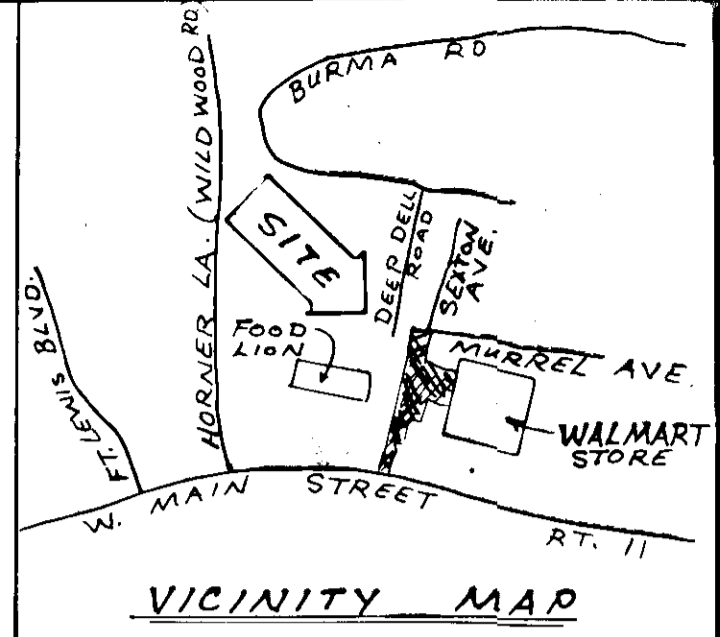 BURMA RD
HORNER LA. (WILDWOOD RD.)
SITE
DEEP DELL
ROAD
SEXTON
AVE.
FT. LEWIS BLVD.
FOOD
LION
MURREL AVE.
WALMART
STORE
W. MAIN STREET
RT. 11
VICINITY MAP